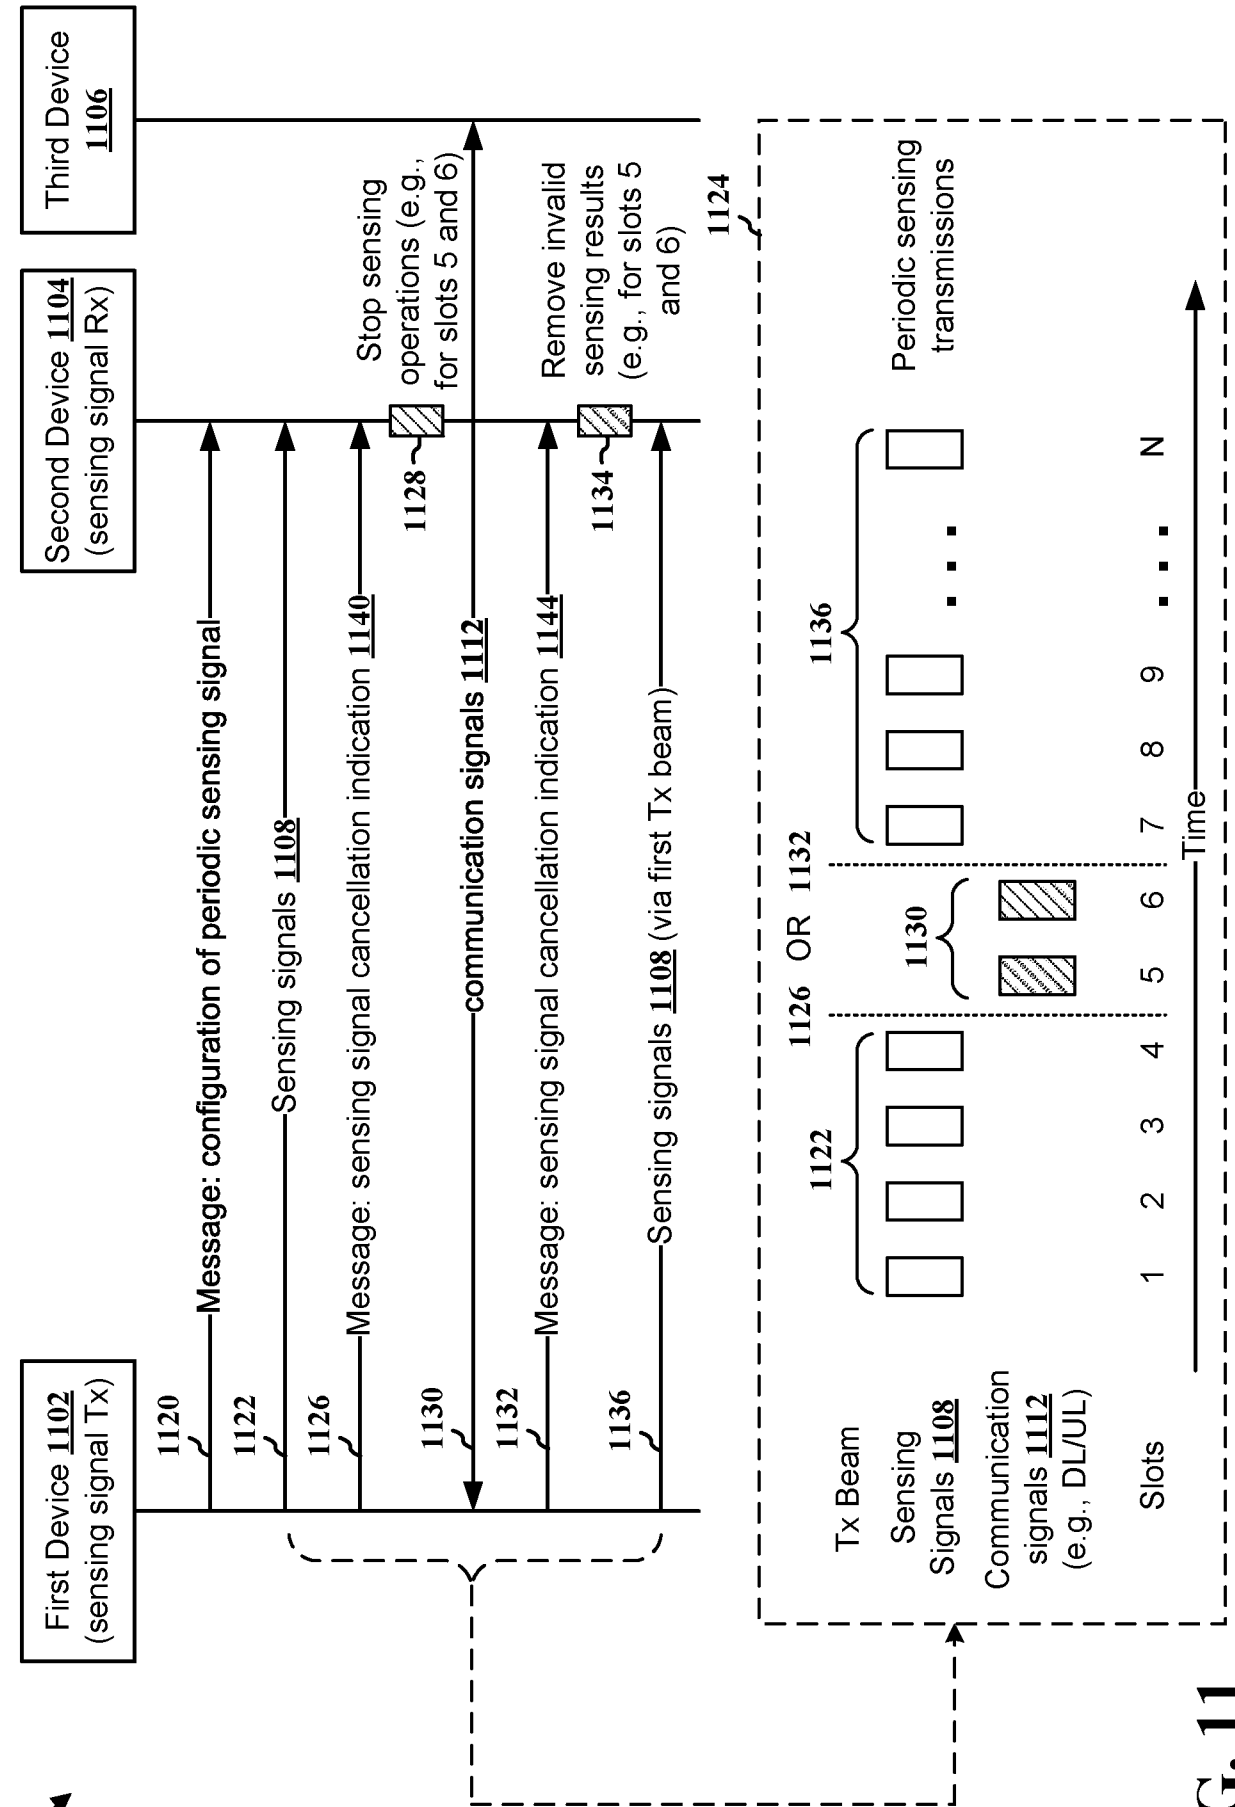 First Device 1102
(sensing signal Tx)
Second Device 1104
(sensing signal Rx)
Third Device
1106
1120
Message: configuration of periodic sensing signal
1122
Sensing signals 1108
1126
Message: sensing signal cancellation indication 1140
1128
Stop sensing
operations (e.g.,
for slots 5 and 6)
1130
communication signals 1112
1132
Message: sensing signal cancellation indication 1144
1134
Remove invalid
sensing results
(e.g., for slots 5
and 6)
1136
Sensing signals 1108 (via first Tx beam)
1124
1126 OR 1132
Tx Beam
1122
1130
1136
Sensing
Signals 1108
Periodic sensing
transmissions
Communication
signals 1112
(e.g., DL/UL)
Slots
1 2 3 4 5 6 7 8 9 ... N
Time
G. 11